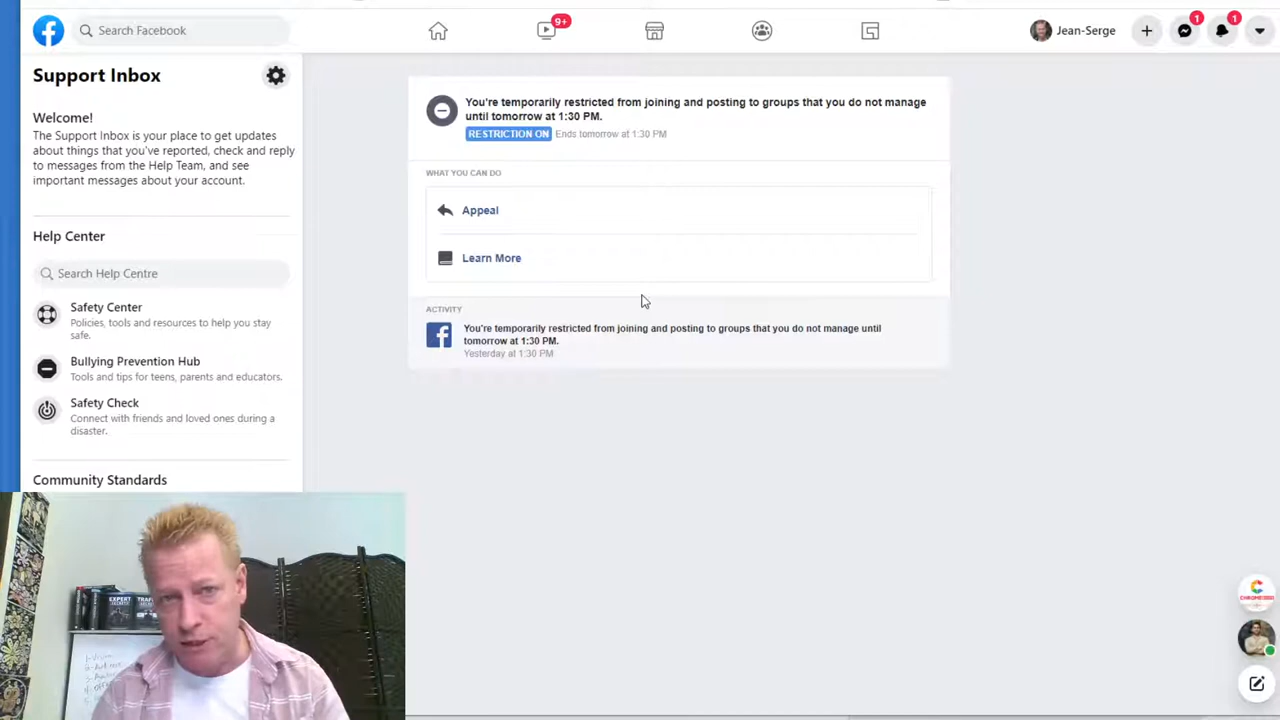 Search Facebook
9+
Jean-Serge
1
1
Support Inbox
Welcome!
The Support Inbox is your place to get updates
about things that you've reported, check and reply
to messages from the Help Team, and see
important messages about your account.
Help Center
Search Help Centre
Safety Center
Policies, tools and resources to help you stay
safe.
Bullying Prevention Hub
Tools and tips for teens, parents and educators.
Safety Check
Connect with friends and loved ones during a
disaster.
Community Standards
You're temporarily restricted from joining and posting to groups that you do not manage
until tomorrow at 1:30 PM.
RESTRICTION ON Ends tomorrow at 1:30 PM
WHAT YOU CAN DO
Appeal
Learn More
ACTIVITY
You're temporarily restricted from joining and posting to groups that you do not manage until
tomorrow at 1:30 PM.
Yesterday at 1:30 PM
EXPERT